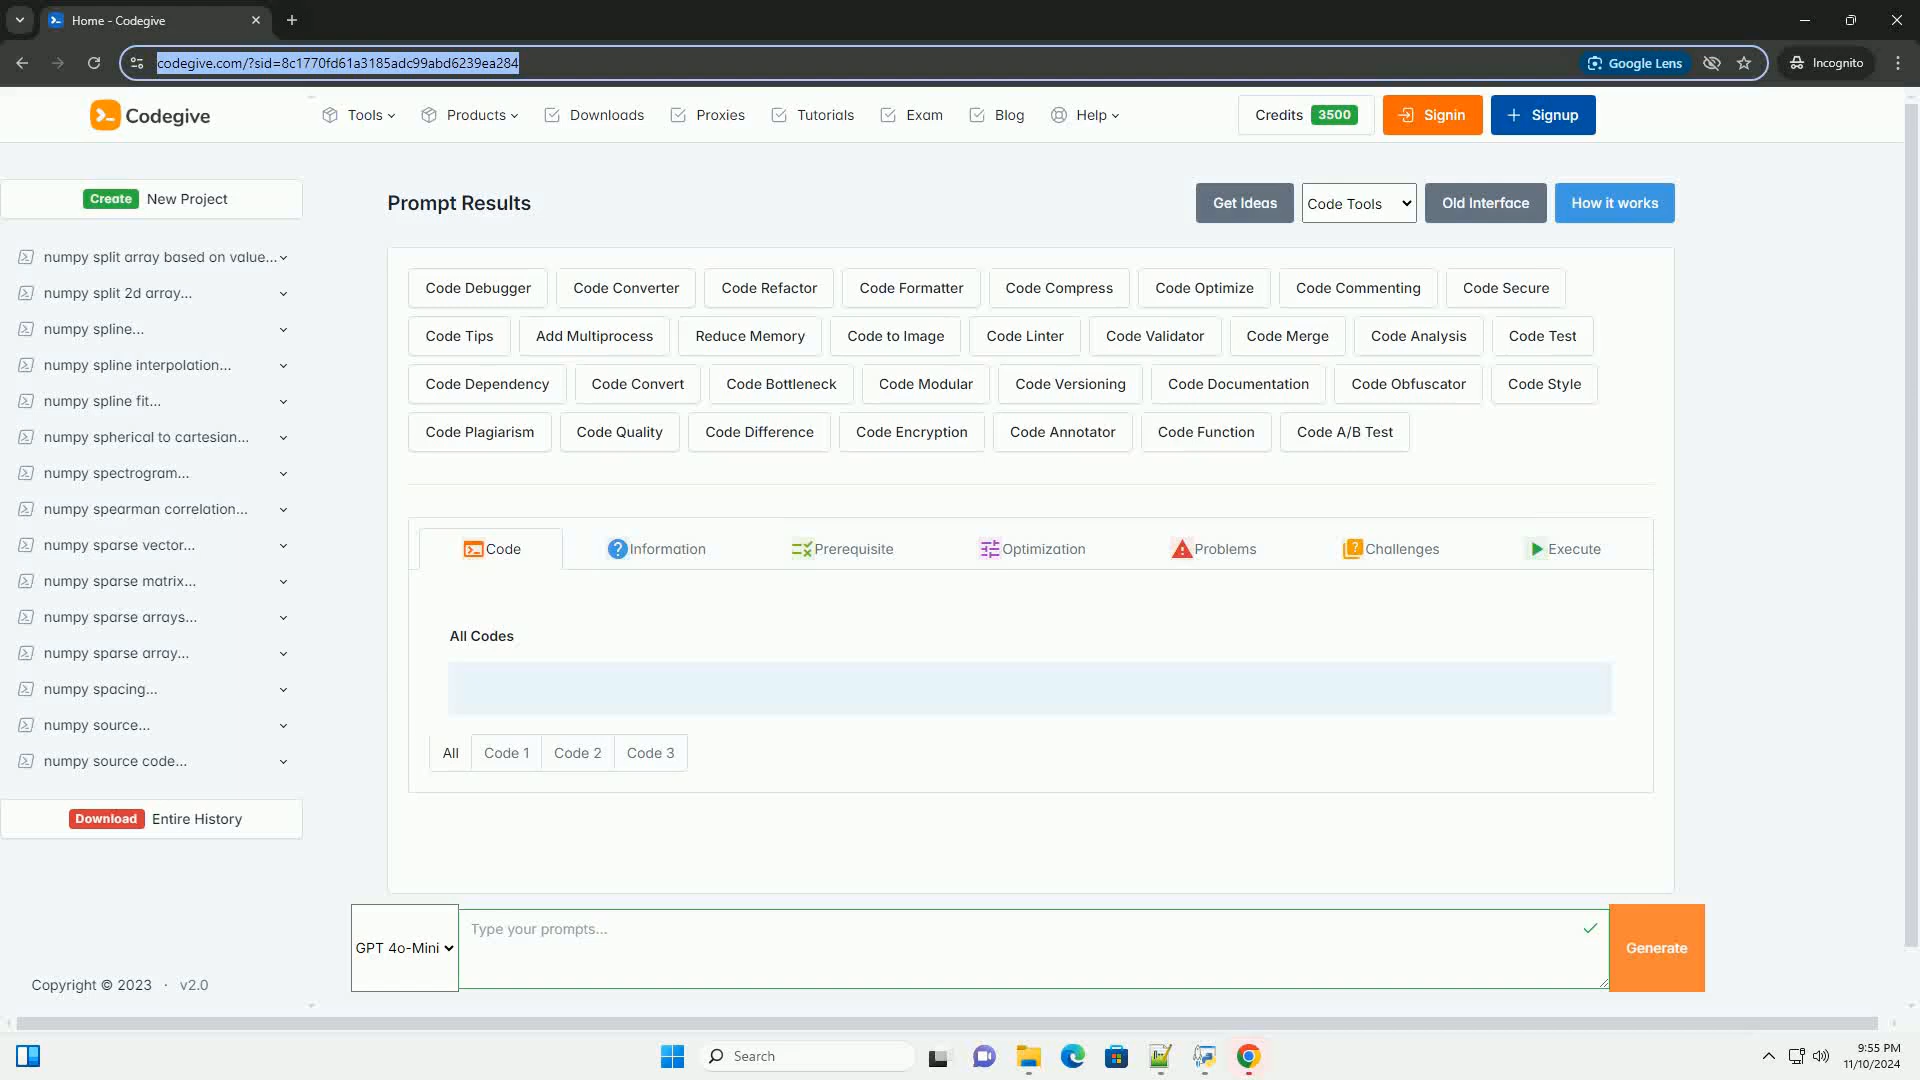 Home - Codegive
codegive.com/?sid=8c1770fd61a3185adc99abd6239ea284
Google Lens
Incognito
Codegive
Tools
Products
Downloads
Proxies
Tutorials
Exam
Blog
Help
Credits 3500
Signin
Signup
Create New Project
numpy split array based on value...
numpy split 2d array...
numpy spline...
numpy spline interpolation...
numpy spline fit...
numpy spherical to cartesian...
numpy spectrogram...
numpy spearman correlation...
numpy sparse vector...
numpy sparse matrix...
numpy sparse arrays...
numpy sparse array...
numpy spacing...
numpy source...
numpy source code...
Download Entire History
Copyright © 2023 · v2.0
Prompt Results
Get Ideas
Code Tools
Old Interface
How it works
Code Debugger
Code Converter
Code Refactor
Code Formatter
Code Compress
Code Optimize
Code Commenting
Code Secure
Code Tips
Add Multiprocess
Reduce Memory
Code to Image
Code Linter
Code Validator
Code Merge
Code Analysis
Code Test
Code Dependency
Code Convert
Code Bottleneck
Code Modular
Code Versioning
Code Documentation
Code Obfuscator
Code Style
Code Plagiarism
Code Quality
Code Difference
Code Encryption
Code Annotator
Code Function
Code A/B Test
Code
Information
Prerequisite
Optimization
Problems
Challenges
Execute
All Codes
All
Code 1
Code 2
Code 3
GPT 4o-Mini
Type your prompts...
Generate
Search
9:55 PM
11/10/2024